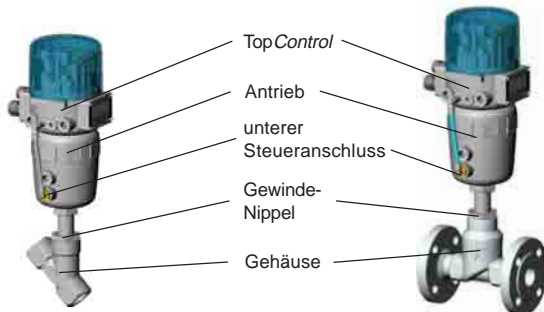 TopControl
Antrieb
unterer
Steueranschluss
Gewinde-
Nippel
Gehäuse